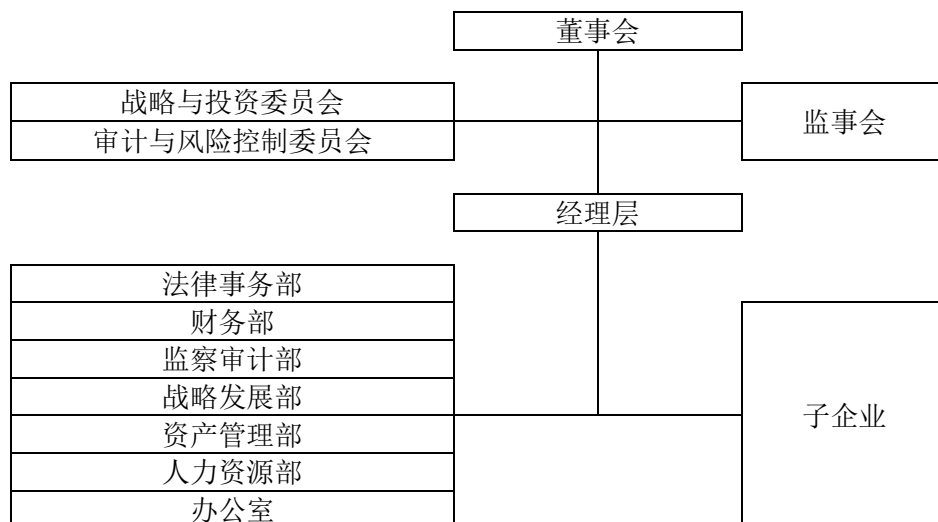 董事会
战略与投资委员会
审计与风险控制委员会
监事会
经理层
法律事务部
财务部
监察审计部
战略发展部
资产管理部
人力资源部
办公室
子企业